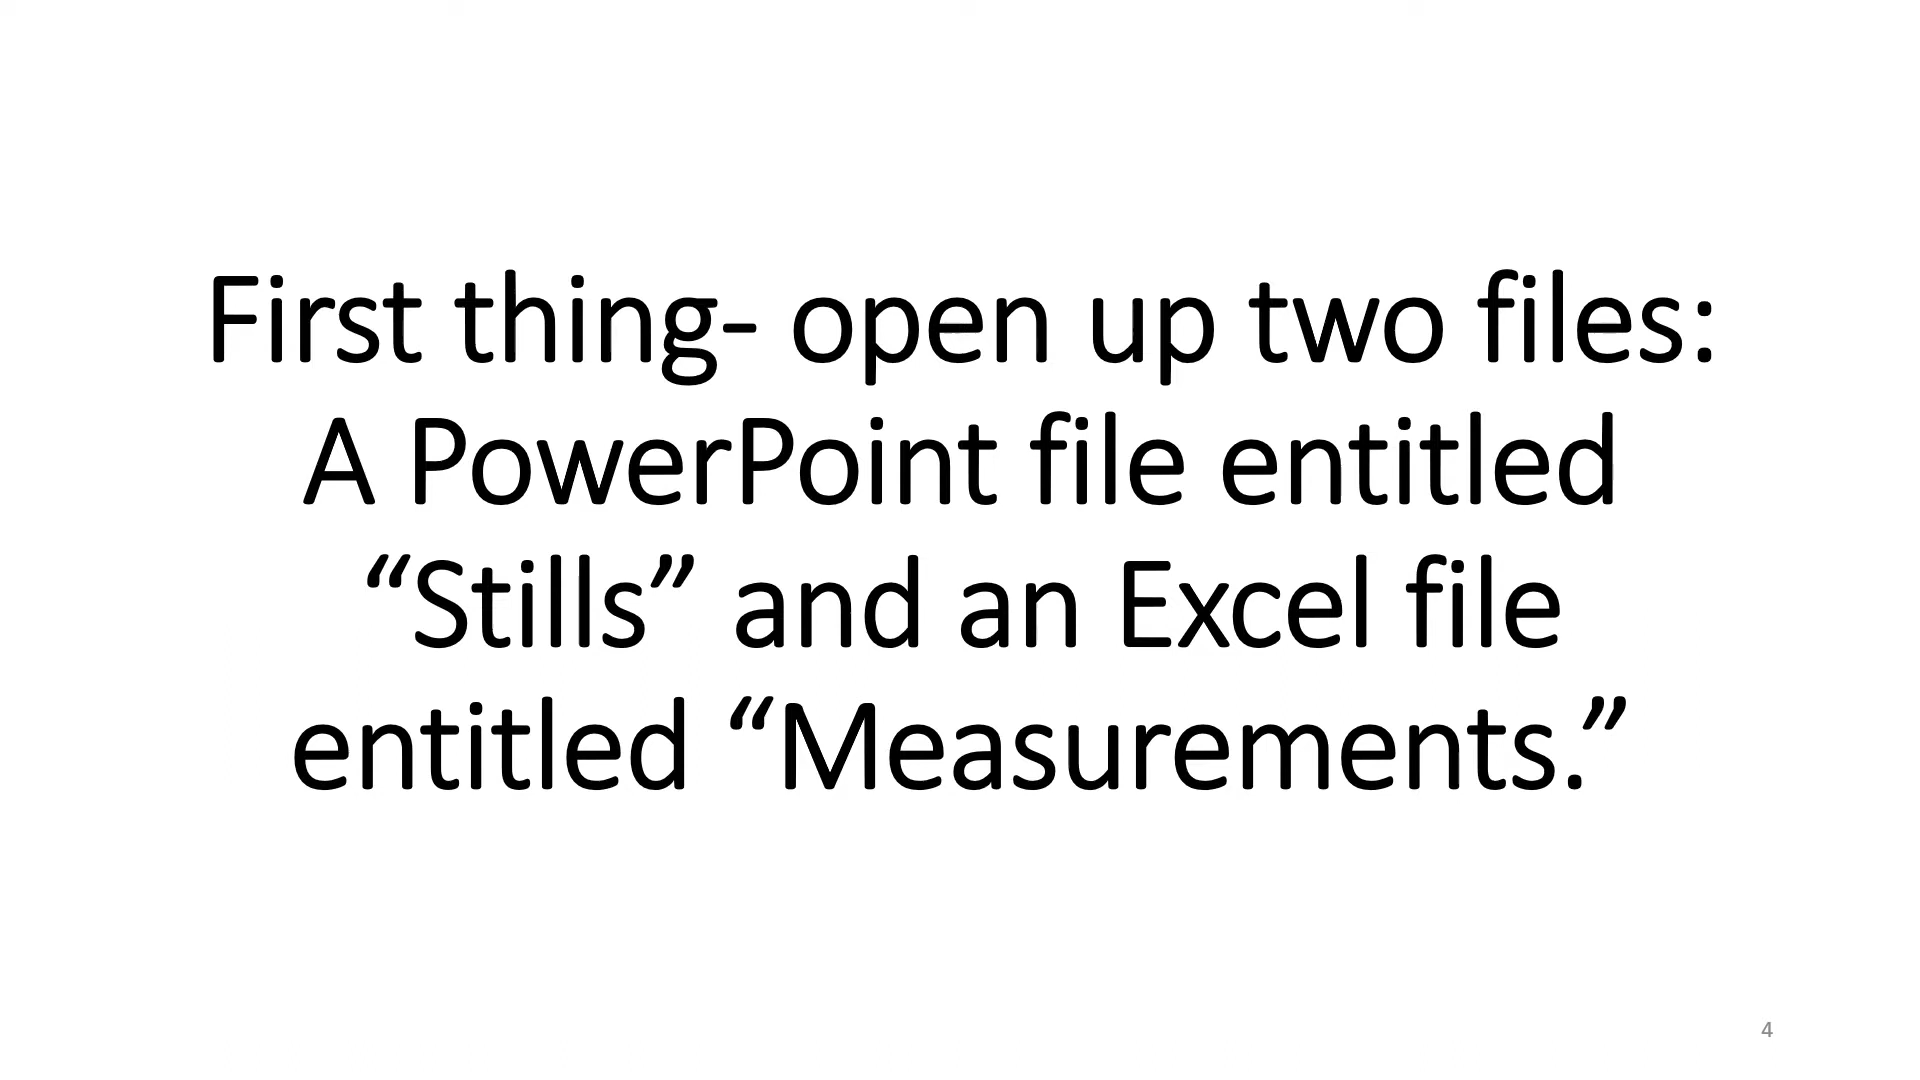 First thing- open up two files:
A PowerPoint file entitled
“Stills” and an Excel file
entitled “Measurements.”
4